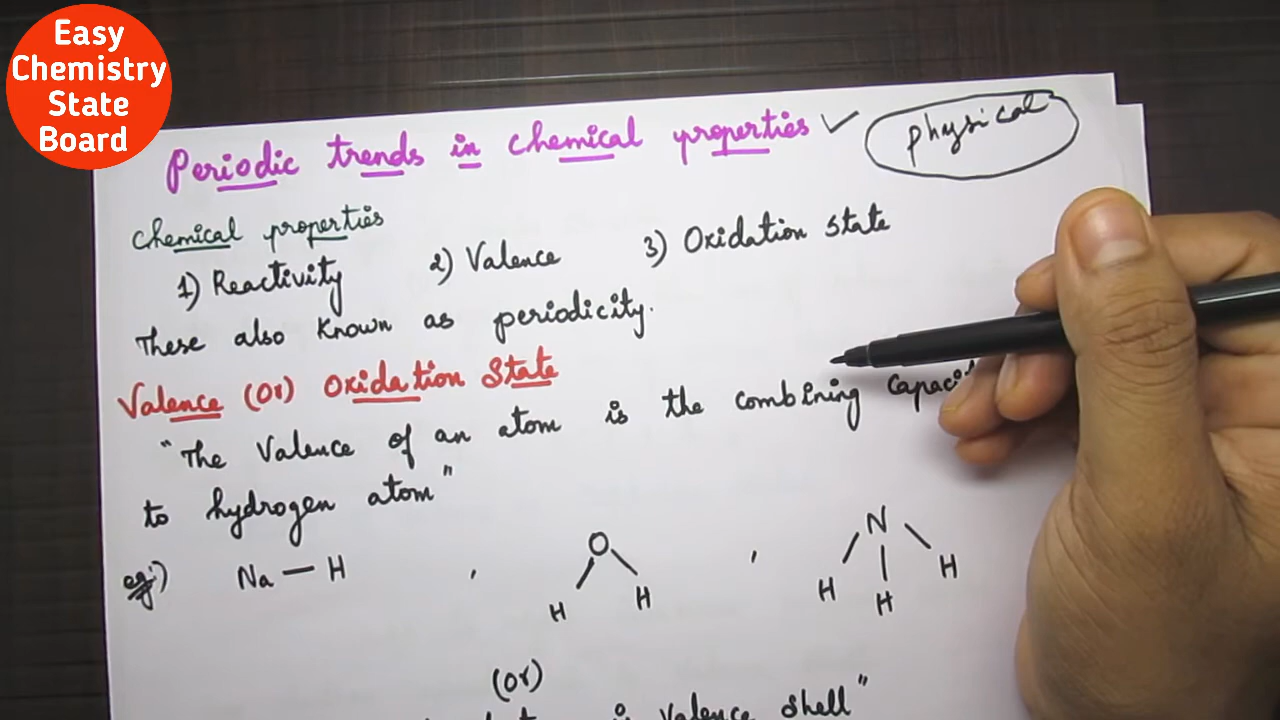 Easy
Chemistry
State
Board
Periodic trends in chemical properties ✓
physical
chemical properties
1) Reactivity 2) Valence 3) Oxidation state
These also known as periodicity.
Valence (Or) Oxidation State
"The Valence of an atom is the combining
to hydrogen atom"
eg:) Na — H , O , N
H H H H H
(or)
Valence shell"